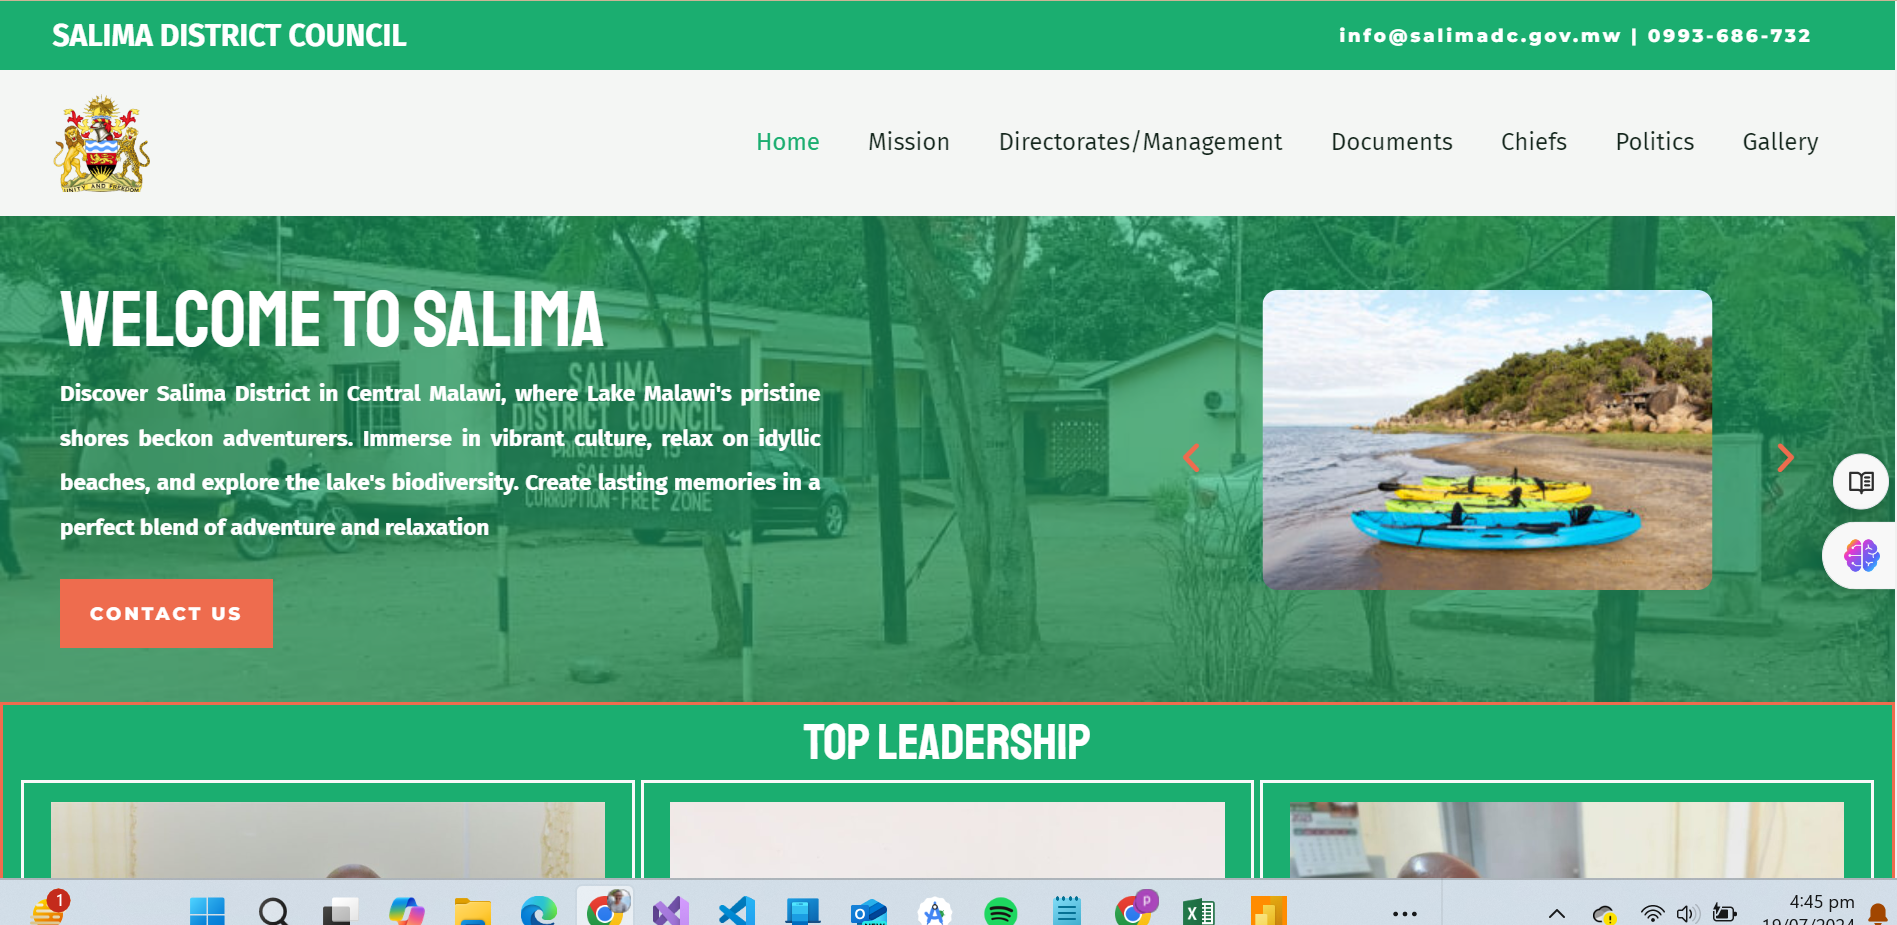 SALIMA DISTRICT COUNCIL
info@salimadc.gov.mw | 0993-686-732
UNITY AND FREEDOM
Home
Mission
Directorates/Management
Documents
Chiefs
Politics
Gallery
WELCOME TO SALIMA
Discover Salima District in Central Malawi, where Lake Malawi's pristine
shores beckon adventurers. Immerse in vibrant culture, relax on idyllic
beaches, and explore the lake's biodiversity. Create lasting memories in a
perfect blend of adventure and relaxation
SALIMA
DISTRICT COUNCIL
PRIVATE BAG 15
SALIMA
CORRUPTION-FREE ZONE
CONTACT US
TOP LEADERSHIP
1
NEW
p
4:45 pm
19/07/2024